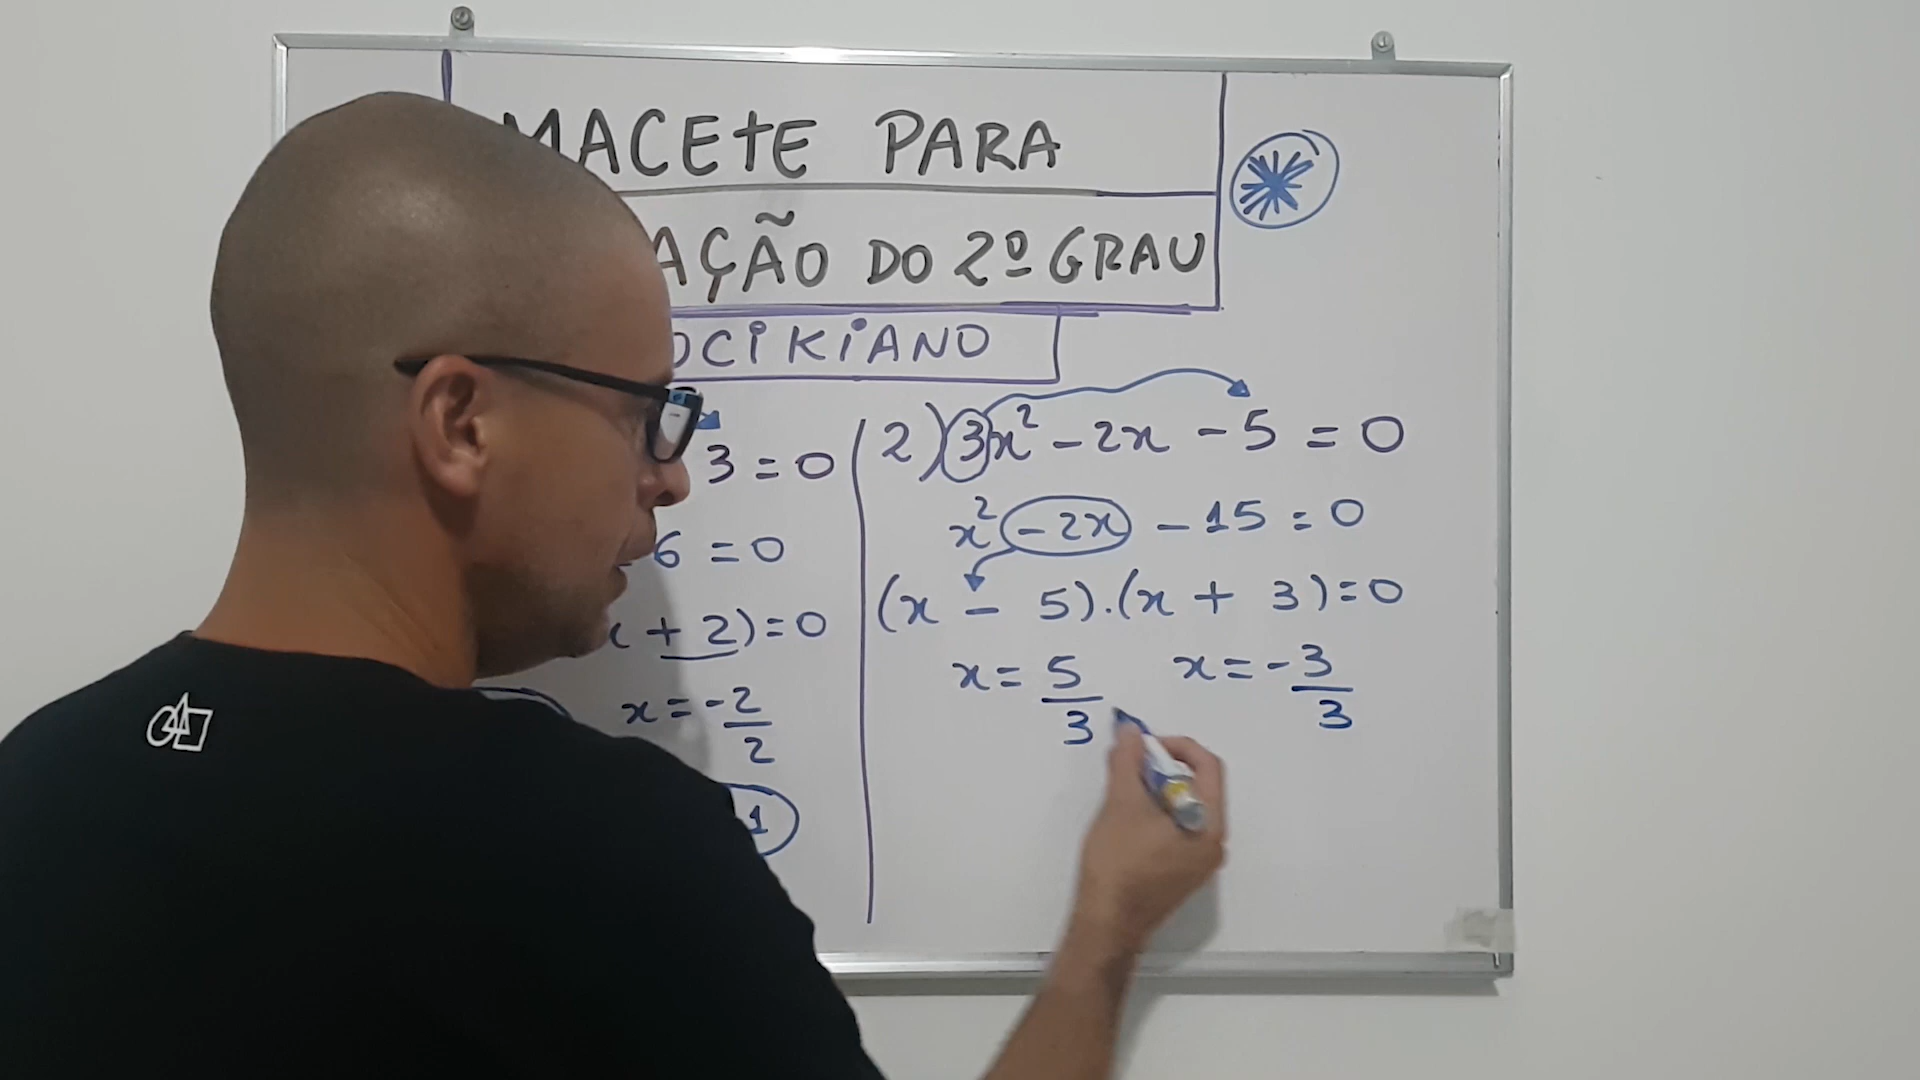 MACETE PARA
AÇÃO DO 2º GRAU
OCIKIANO
3 = 0
6 = 0
+ 2) = 0
x = -2/2
1
2) 3x² - 2x - 5 = 0
x² - 2x - 15 = 0
(x - 5).(x + 3) = 0
x = 5/3 x = -3/3